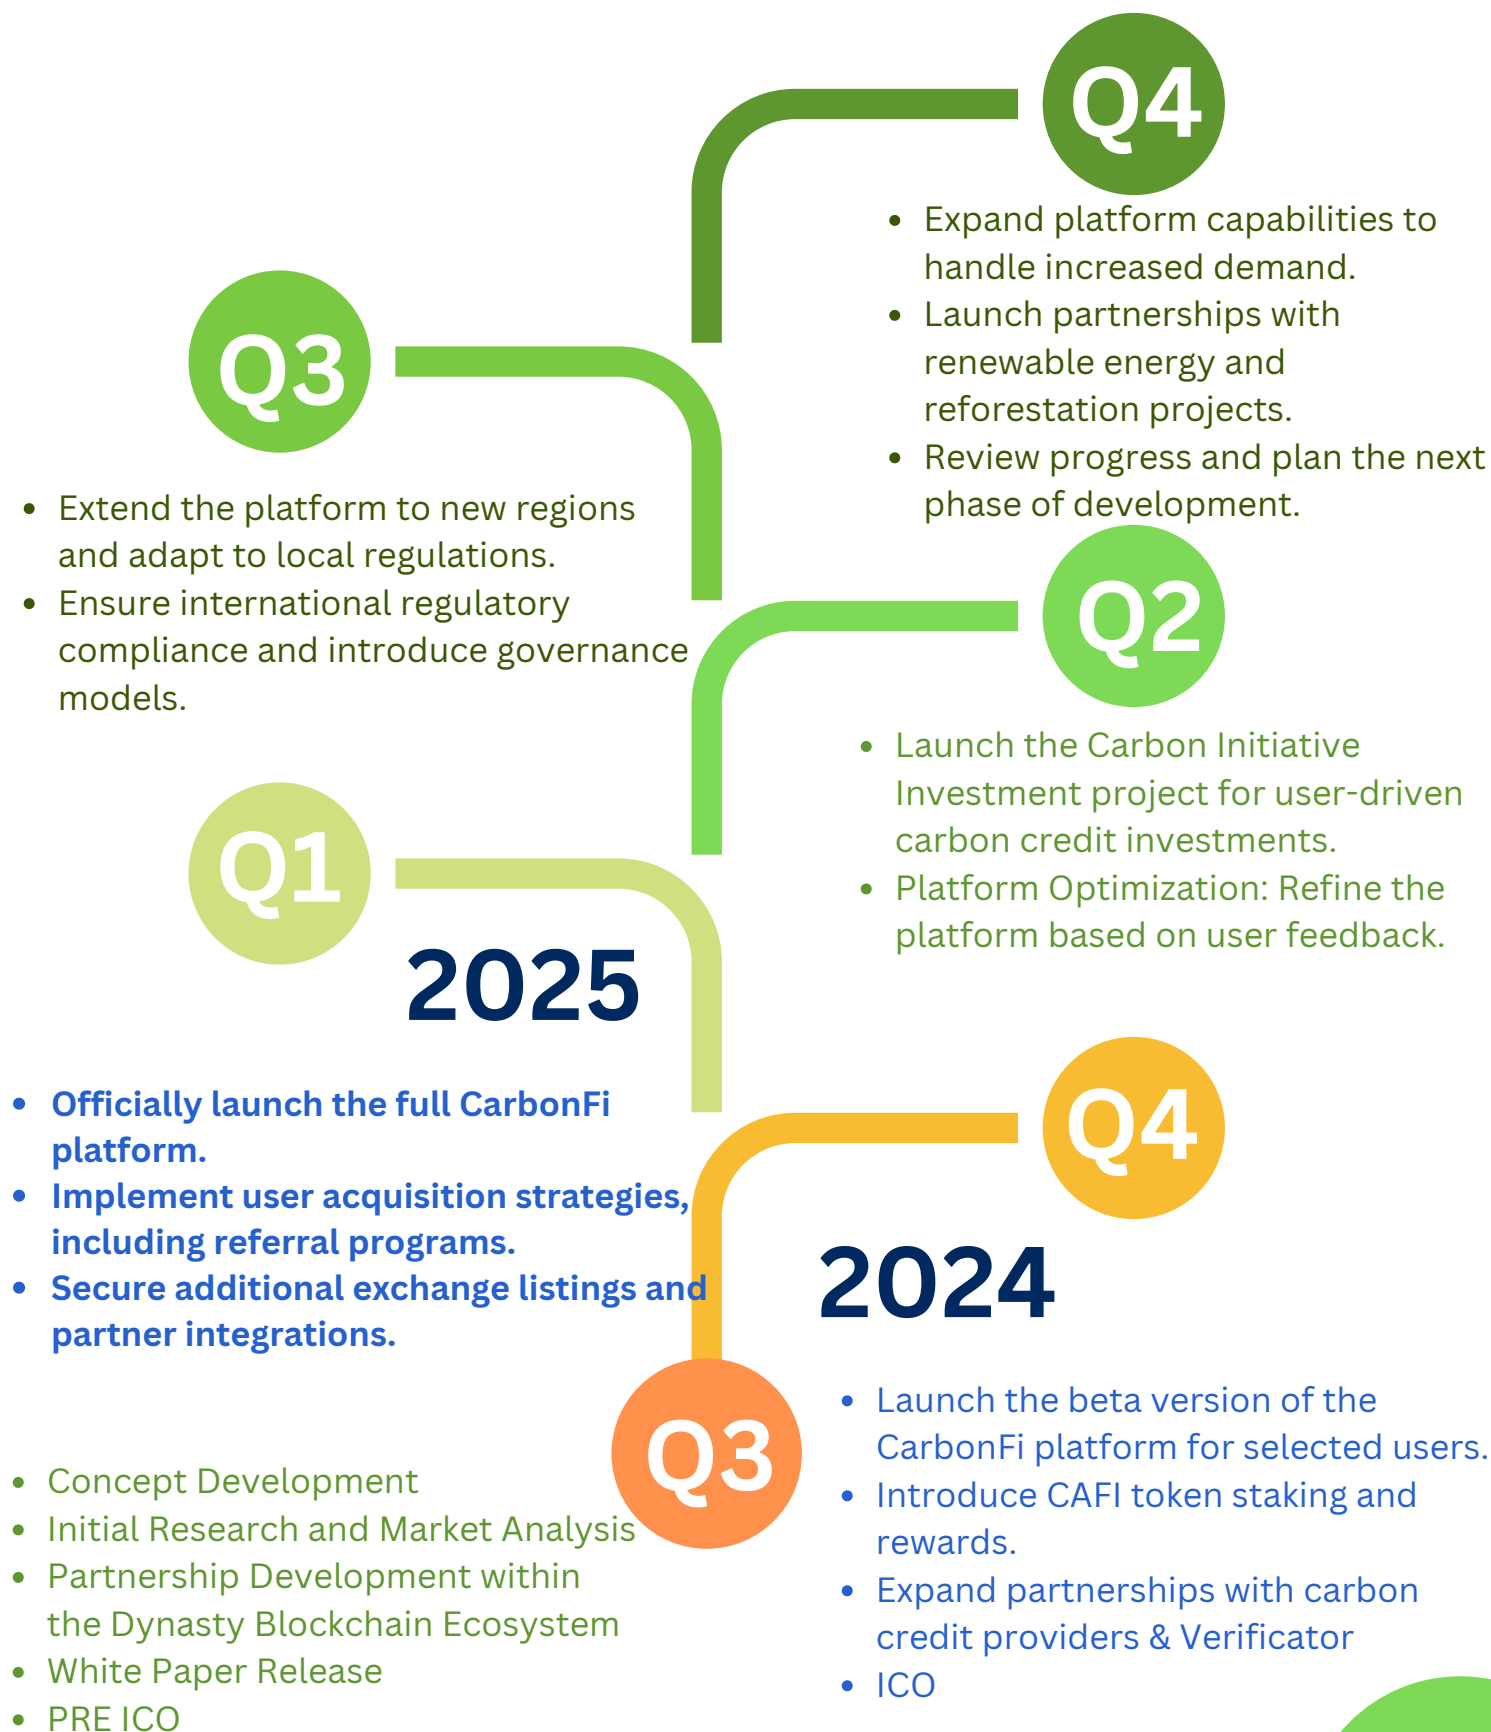 Q4
• Expand platform capabilities to
handle increased demand.
• Launch partnerships with
renewable energy and
reforestation projects.
• Review progress and plan the next
phase of development.
Q3
• Extend the platform to new regions
and adapt to local regulations.
• Ensure international regulatory
compliance and introduce governance
models.
Q2
• Launch the Carbon Initiative
Investment project for user-driven
carbon credit investments.
• Platform Optimization: Refine the
platform based on user feedback.
Q1
2025
• Officially launch the full CarbonFi
platform.
• Implement user acquisition strategies,
including referral programs.
• Secure additional exchange listings and
partner integrations.
Q4
2024
• Launch the beta version of the
CarbonFi platform for selected users.
• Introduce CAFI token staking and
rewards.
• Expand partnerships with carbon
credit providers & Verificator
• ICO
Q3
• Concept Development
• Initial Research and Market Analysis
• Partnership Development within
the Dynasty Blockchain Ecosystem
• White Paper Release
• PRE ICO